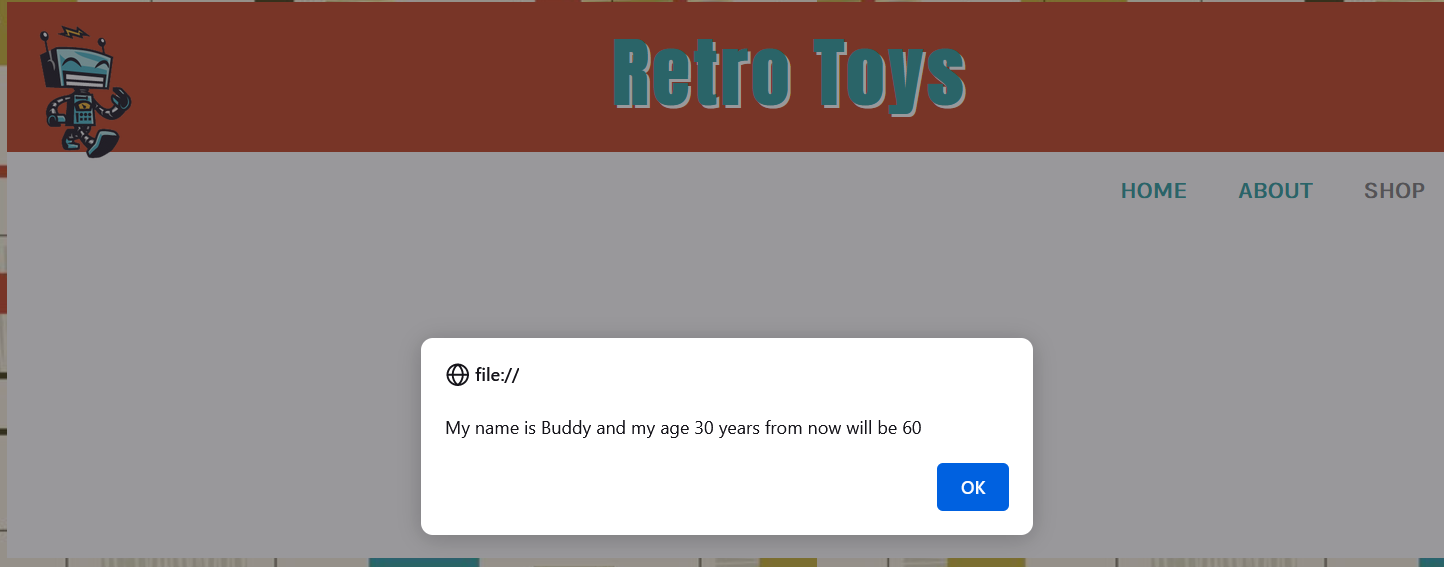 Retro Toys
HOME ABOUT SHOP
file://
My name is Buddy and my age 30 years from now will be 60
OK